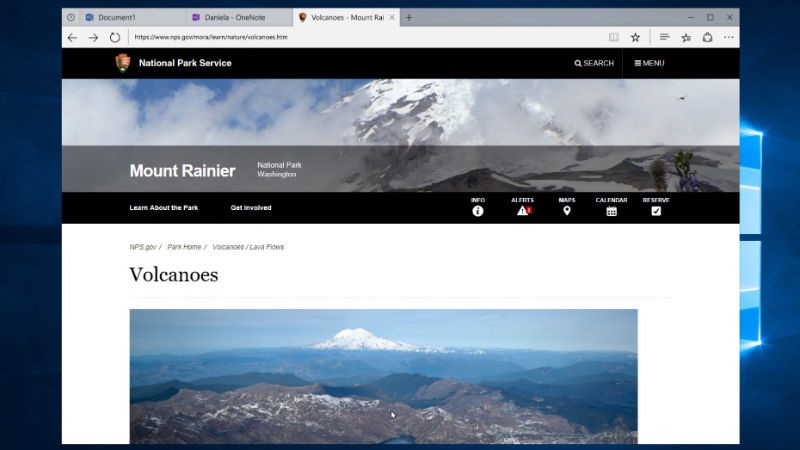 Document1
Daniela - OneNote
Volcanoes - Mount Rai
https://www.nps.gov/mora/learn/nature/volcanoes.htm
National Park Service
SEARCH
MENU
Mount Rainier
National Park
Washington
Learn About the Park
Get Involved
INFO
ALERTS
MAPS
CALENDAR
RESERVE
NPS.gov / Park Home / Volcanoes / Lava Flows
Volcanoes